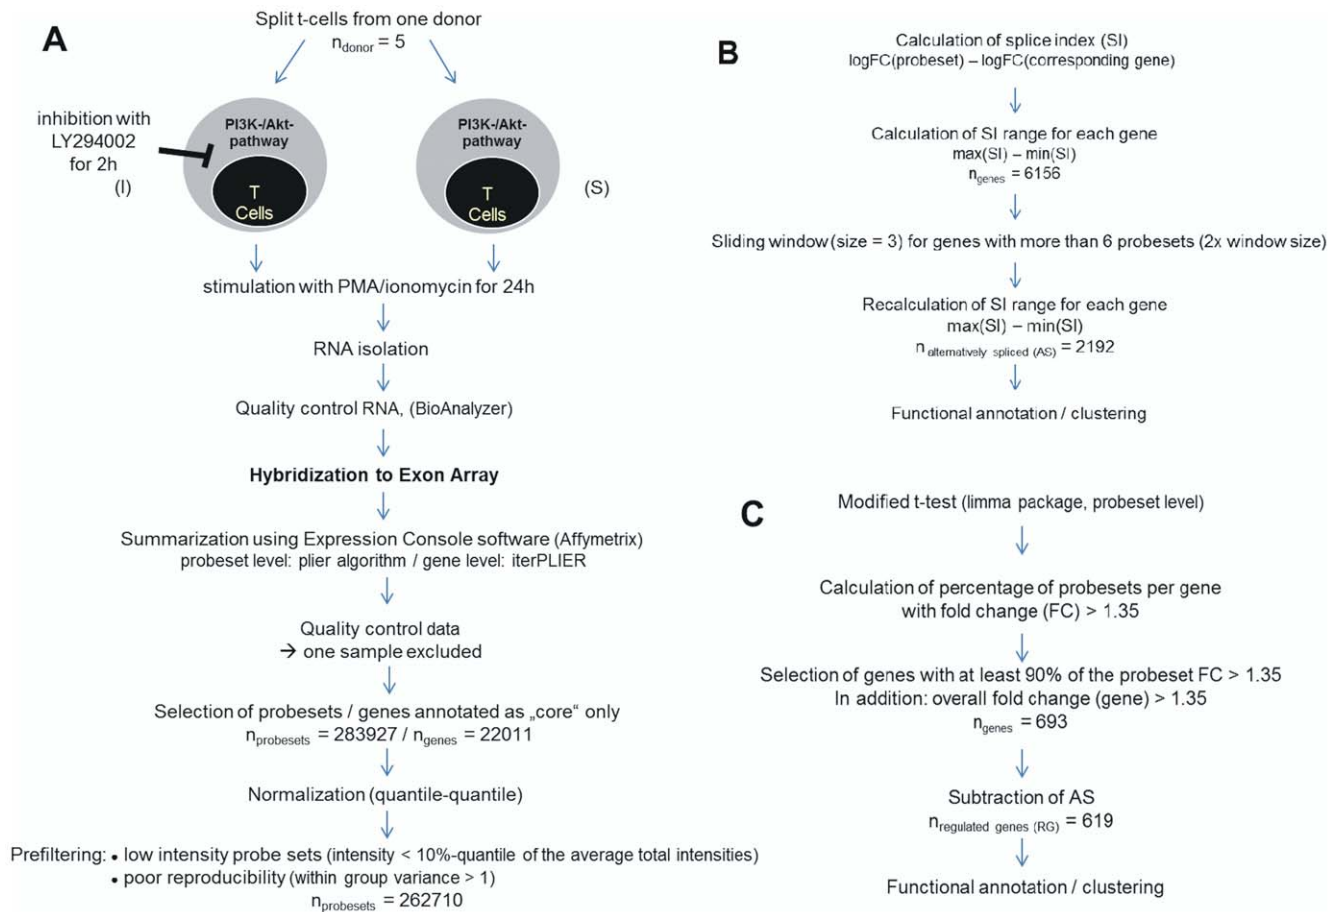 A
Split t-cells from one donor
n donor = 5
inhibition with
LY294002
for 2h
(I)
PI3K-/Akt-
pathway
T
Cells
PI3K-/Akt-
pathway
T
Cells
(S)
stimulation with PMA/ionomycin for 24h
RNA isolation
Quality control RNA, (BioAnalyzer)
Hybridization to Exon Array
Summarization using Expression Console software (Affymetrix)
probeset level: plier algorithm / gene level: iterPLIER
Quality control data
→ one sample excluded
Selection of probesets / genes annotated as „core“ only
n probesets = 283927 / n genes = 22011
Normalization (quantile-quantile)
Prefiltering: • low intensity probe sets (intensity < 10%-quantile of the average total intensities)
• poor reproducibility (within group variance > 1)
n probesets = 262710
B
Calculation of splice index (SI)
logFC(probeset) – logFC(corresponding gene)
Calculation of SI range for each gene
max(SI) – min(SI)
n genes = 6156
Sliding window (size = 3) for genes with more than 6 probesets (2x window size)
Recalculation of SI range for each gene
max(SI) – min(SI)
n alternatively spliced (AS) = 2192
Functional annotation / clustering
C
Modified t-test (limma package, probeset level)
Calculation of percentage of probesets per gene
with fold change (FC) > 1.35
Selection of genes with at least 90% of the probeset FC > 1.35
In addition: overall fold change (gene) > 1.35
n genes = 693
Subtraction of AS
n regulated genes (RG) = 619
Functional annotation / clustering